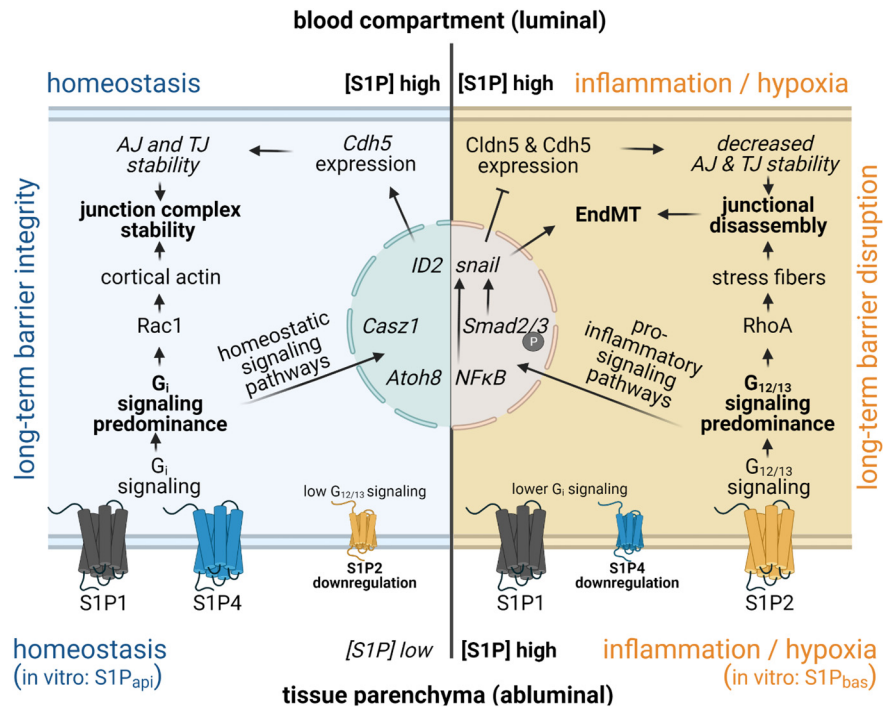 blood compartment (luminal)
homeostasis
[S1P] high
[S1P] high
inflammation / hypoxia
long-term barrier integrity
AJ and TJ
stability
Cdh5
expression
junction complex
stability
cortical actin
Rac1
Gi
signaling
predominance
Gi
signaling
homeostatic
signaling
pathways
ID2
Casz1
Atoh8
low G12/13 signaling
S1P2
downregulation
S1P1
S1P4
Cldn5 & Cdh5
expression
decreased
AJ & TJ stability
EndMT
junctional
disassembly
snail
stress fibers
Smad2/3
P
NFκB
RhoA
pro-
inflammatory
signaling
pathways
G12/13
signaling
predominance
G12/13
signaling
lower Gi signaling
S1P4
downregulation
S1P1
S1P2
long-term barrier disruption
homeostasis
(in vitro: S1Papi)
[S1P] low
[S1P] high
inflammation / hypoxia
(in vitro: S1Pbas)
tissue parenchyma (abluminal)